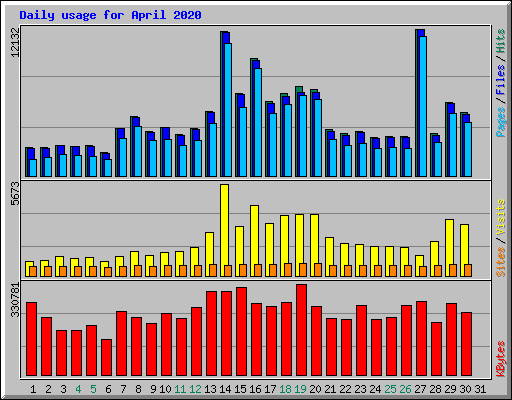 Daily usage for April 2020
12132
Pages / Files / Hits
5673
Sites / Visits
330781
KBytes
1 2 3 4 5 6 7 8 9 10 11 12 13 14 15 16 17 18 19 20 21 22 23 24 25 26 27 28 29 30 31